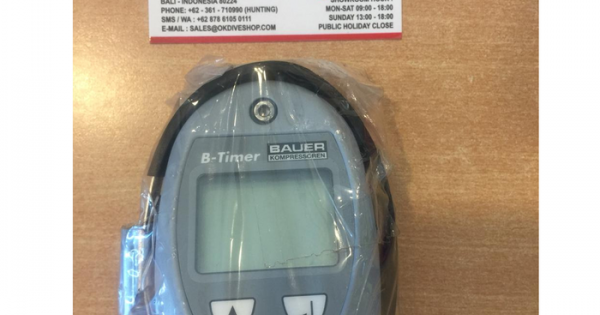 BALI - INDONESIA 80224
PHONE: +62 - 361 - 710990 (HUNTING)
SMS / WA : +62 878 6105 0111
E-MAIL : SALES@OKDIVESHOP.COM
MON-SAT 09:00 - 18:00
SUNDAY 13:00 - 18:00
PUBLIC HOLIDAY CLOSE
B-Timer
BAUER
KOMPRESSOREN